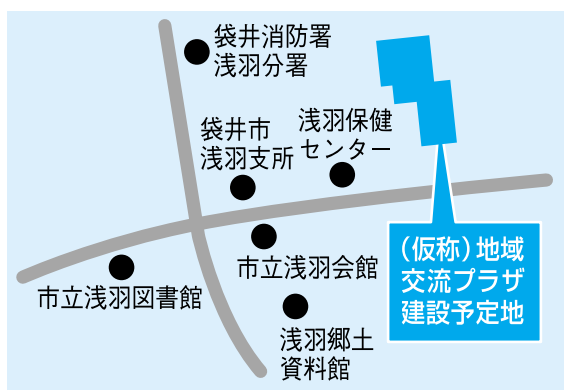 袋井消防署
浅羽分署
袋井市
浅羽支所
浅羽保健
センター
市立浅羽会館
市立浅羽図書館
浅羽郷土
資料館
（仮称）地域
交流プラザ
建設予定地